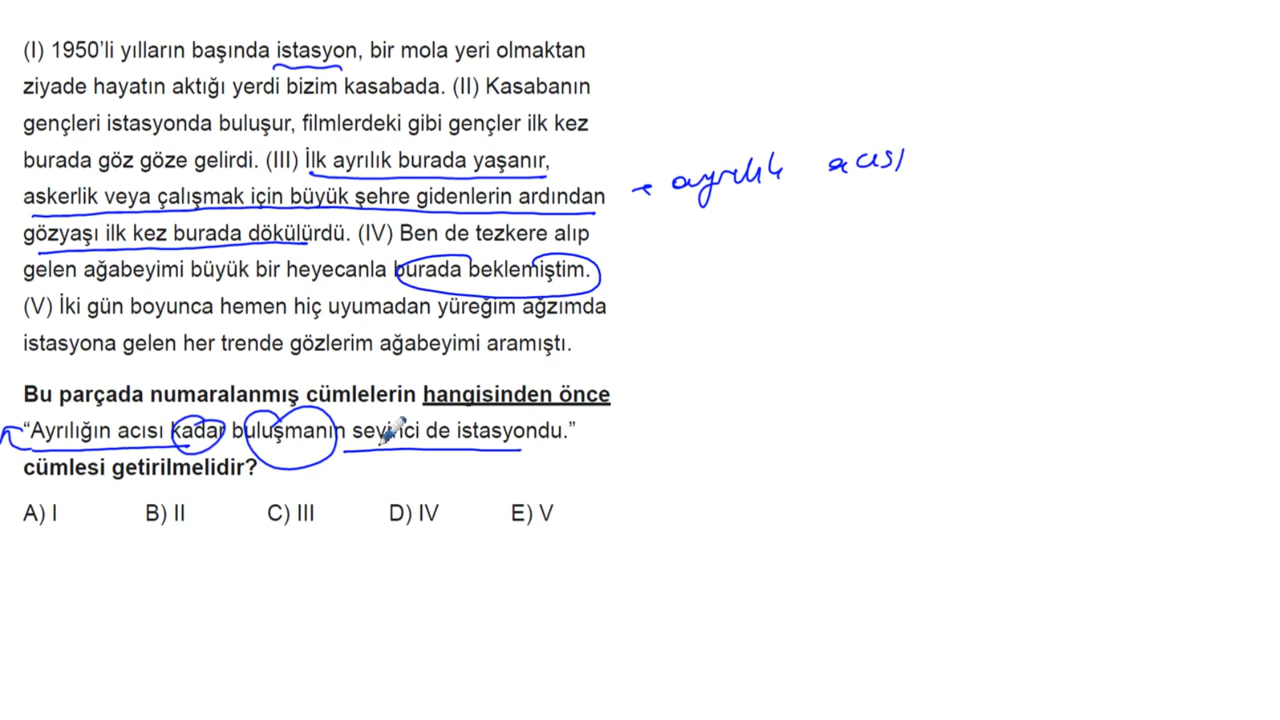 (I) 1950’li yılların başında istasyon, bir mola yeri olmaktan
ziyade hayatın aktığı yerdi bizim kasabada. (II) Kasabanın
gençleri istasyonda buluşur, filmlerdeki gibi gençler ilk kez
burada göz göze gelirdi. (III) İlk ayrılık burada yaşanır,
askerlik veya çalışmak için büyük şehre gidenlerin ardından
gözyaşı ilk kez burada dökülürdü. (IV) Ben de tezkere alıp
gelen ağabeyimi büyük bir heyecanla burada beklemiştim.
(V) İki gün boyunca hemen hiç uyumadan yüreğim ağzımda
istasyona gelen her trende gözlerim ağabeyimi aramıştı.
ayrılık acısı
Bu parçada numaralanmış cümlelerin hangisinden önce
“Ayrılığın acısı kadar buluşmanın sevinci de istasyondu.”
cümlesi getirilmelidir?
A) I B) II C) III D) IV E) V